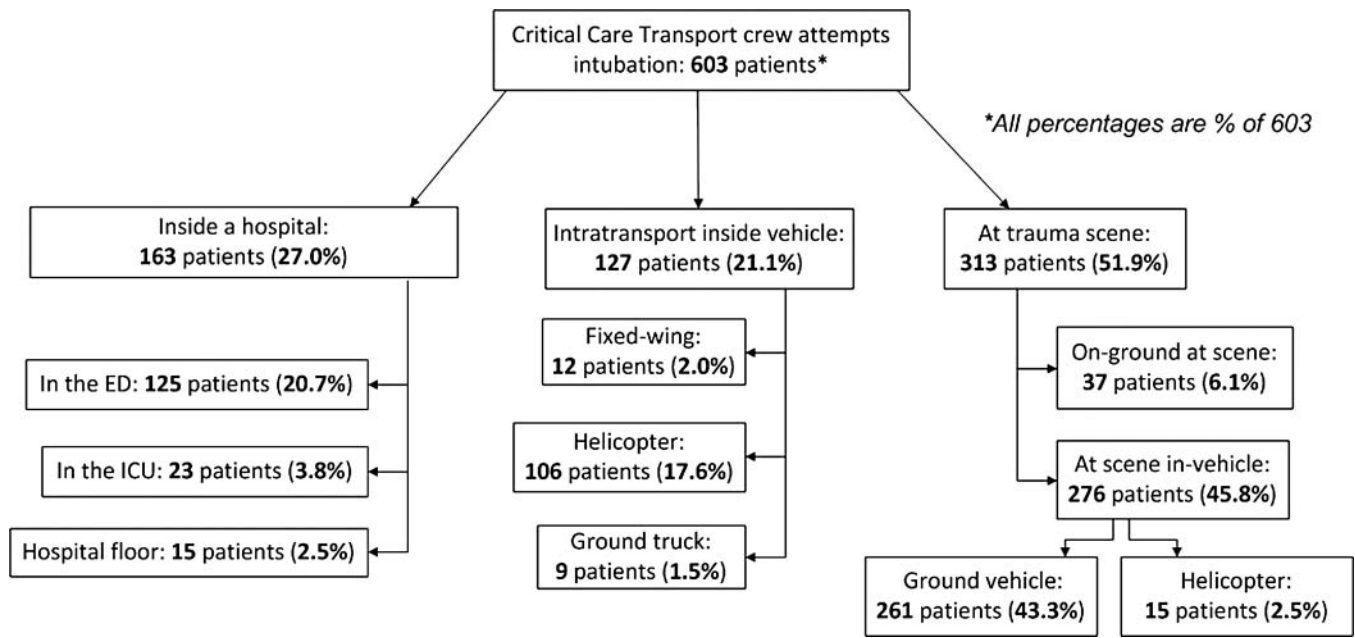 Critical Care Transport crew attempts
intubation: 603 patients*
*All percentages are % of 603
Inside a hospital:
163 patients (27.0%)
In the ED: 125 patients (20.7%)
In the ICU: 23 patients (3.8%)
Hospital floor: 15 patients (2.5%)
Intratransport inside vehicle:
127 patients (21.1%)
Fixed-wing:
12 patients (2.0%)
Helicopter:
106 patients (17.6%)
Ground truck:
9 patients (1.5%)
At trauma scene:
313 patients (51.9%)
On-ground at scene:
37 patients (6.1%)
At scene in-vehicle:
276 patients (45.8%)
Ground vehicle:
261 patients (43.3%)
Helicopter:
15 patients (2.5%)